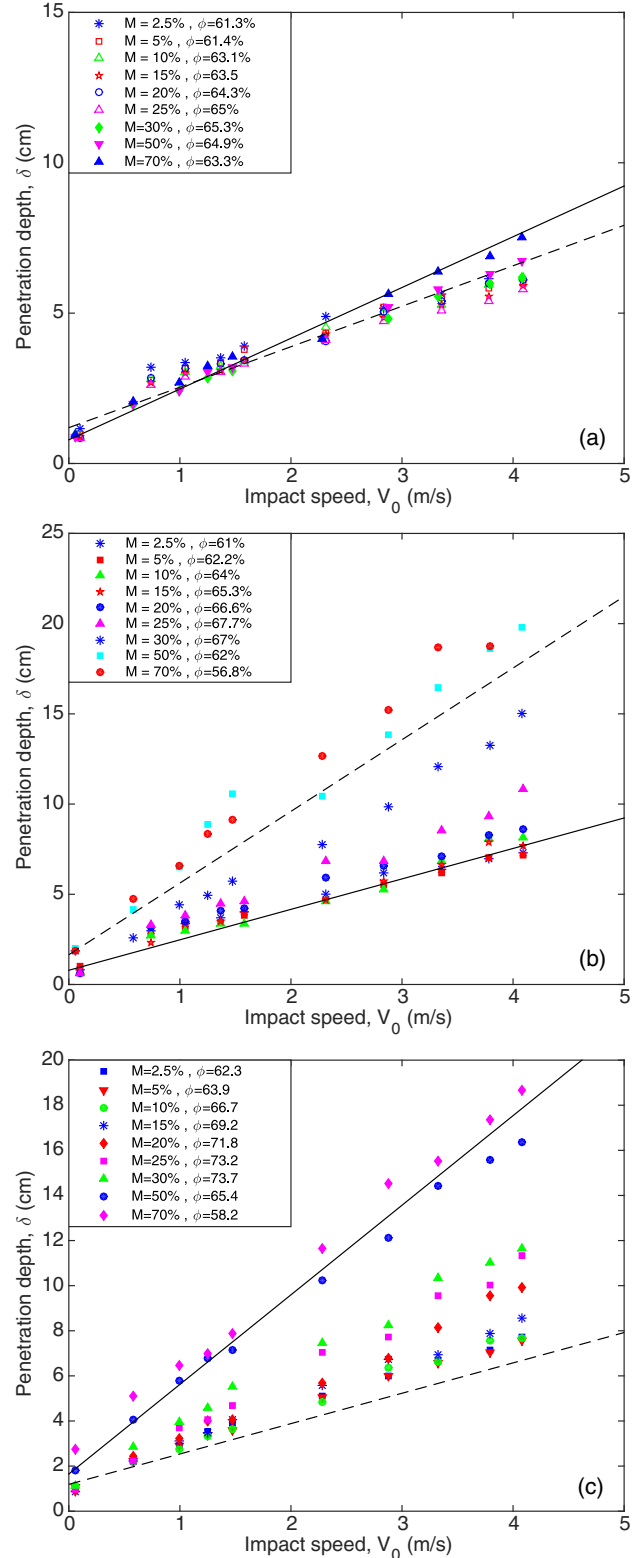 15
10
5
0
0
1
2
3
4
5
Penetration depth, δ (cm)
Impact speed, V0 (m/s)
M = 2.5% , ϕ=61.3%
M = 5% , ϕ=61.4%
M = 10% , ϕ=63.1%
M = 15% , ϕ=63.5
M = 20% , ϕ=64.3%
M = 25% , ϕ=65%
M=30% , ϕ=65.3%
M=50% , ϕ=64.9%
M=70% , ϕ=63.3%
(a)
25
20
15
10
5
0
0
1
2
3
4
5
Penetration depth, δ (cm)
Impact speed, V0 (m/s)
M = 2.5% , ϕ=61%
M = 5% , ϕ=62.2%
M = 10% , ϕ=64%
M = 15% , ϕ=65.3%
M = 20% , ϕ=66.6%
M = 25% , ϕ=67.7%
M = 30% , ϕ=67%
M = 50% , ϕ=62%
M = 70% , ϕ=56.8%
(b)
20
18
16
14
12
10
8
6
4
2
0
0
1
2
3
4
5
Penetration depth, δ (cm)
Impact speed, V0 (m/s)
M=2.5% , ϕ=62.3
M=5% , ϕ=63.9
M=10% , ϕ=66.7
M=15% , ϕ=69.2
M=20% , ϕ=71.8
M=25% , ϕ=73.2
M=30% , ϕ=73.7
M=50% , ϕ=65.4
M=70% , ϕ=58.2
(c)